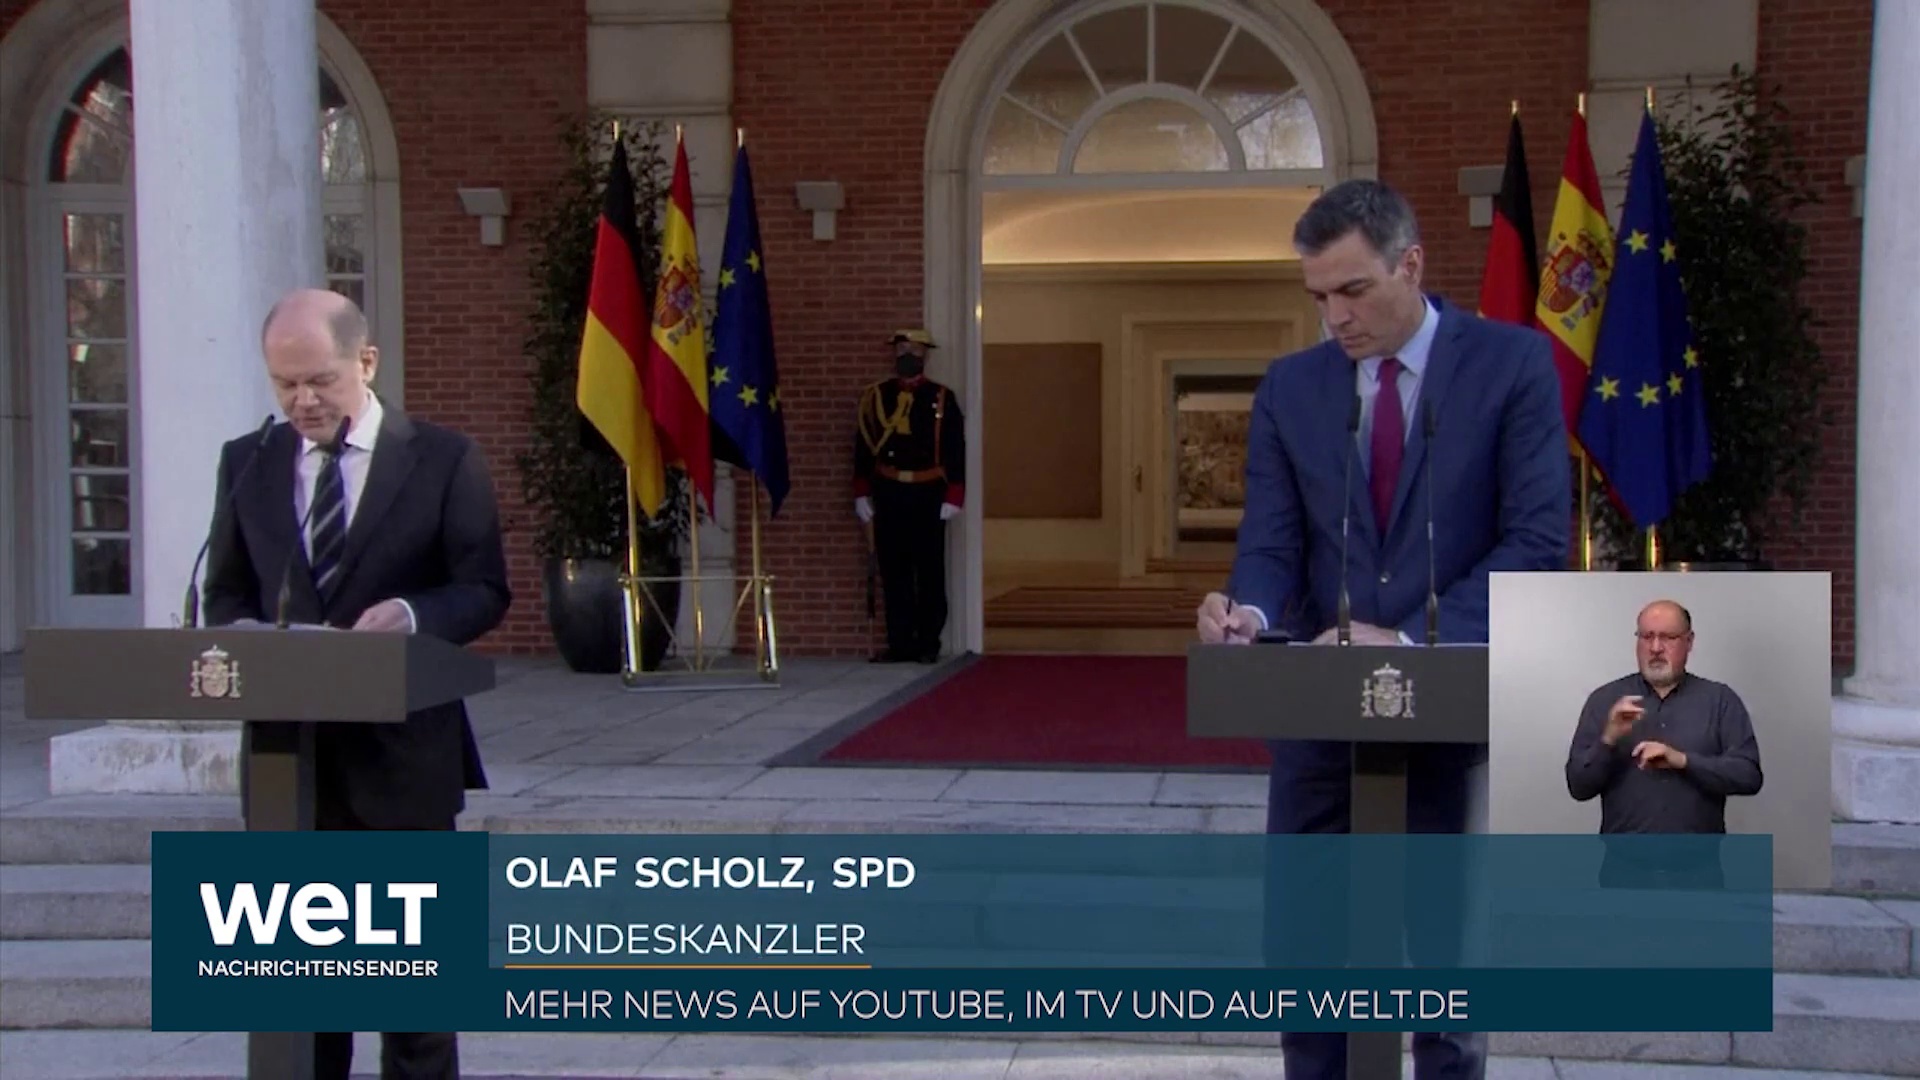 OLAF SCHOLZ, SPD
BUNDESKANZLER
WELT
NACHRICHTENSENDER
MEHR NEWS AUF YOUTUBE, IM TV UND AUF WELT.DE